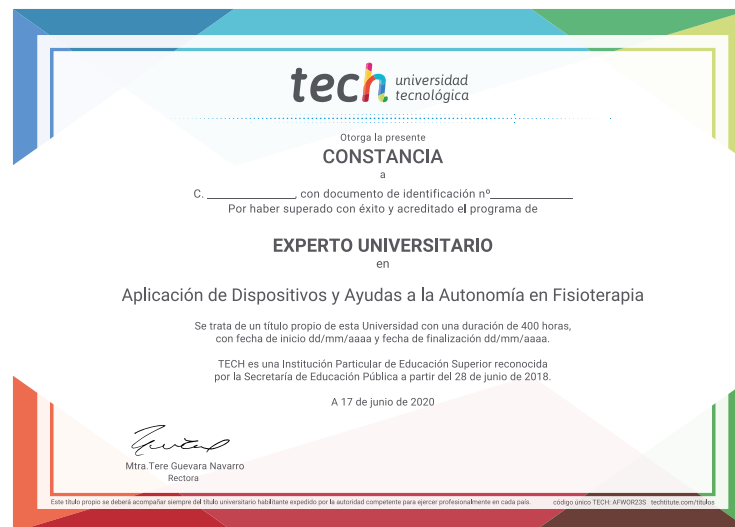 tech universidad
tecnológica
Otorga la presente
CONSTANCIA
a
C. ______________, con documento de identificación nº____________
Por haber superado con éxito y acreditado el programa de
EXPERTO UNIVERSITARIO
en
Aplicación de Dispositivos y Ayudas a la Autonomía en Fisioterapia
Se trata de un título propio de esta Universidad con una duración de 400 horas,
con fecha de inicio dd/mm/aaaa y fecha de finalización dd/mm/aaaa.
TECH es una Institución Particular de Educación Superior reconocida
por la Secretaría de Educación Pública a partir del 28 de junio de 2018.
A 17 de junio de 2020
Mtra.Tere Guevara Navarro
Rectora
Este título propio se deberá acompañar siempre del título universitario habilitante expedido por la autoridad competente para ejercer profesionalmente en cada país. código único TECH: AFWOR23S techtitute.com/titulos